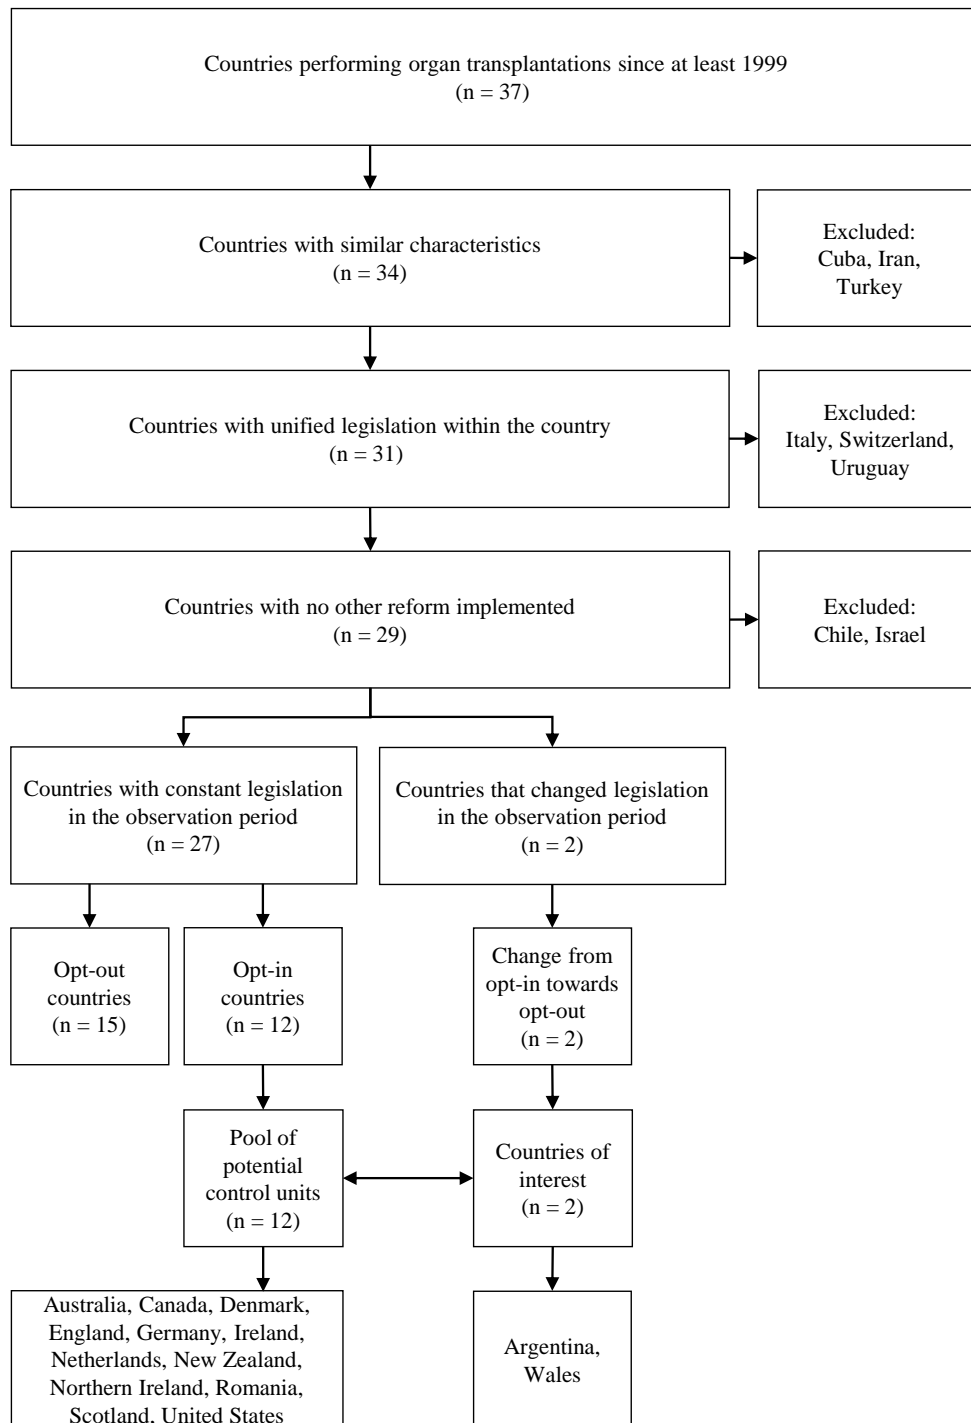 Countries performing organ transplantations since at least 1999
(n = 37)
Countries with similar characteristics
(n = 34)
Excluded:
Cuba, Iran,
Turkey
Countries with unified legislation within the country
(n = 31)
Excluded:
Italy, Switzerland,
Uruguay
Countries with no other reform implemented
(n = 29)
Excluded:
Chile, Israel
Countries with constant legislation
in the observation period
(n = 27)
Countries that changed legislation
in the observation period
(n = 2)
Opt-out
countries
(n = 15)
Opt-in
countries
(n = 12)
Change from
opt-in towards
opt-out
(n = 2)
Pool of
potential
control units
(n = 12)
Countries of
interest
(n = 2)
Australia, Canada, Denmark,
England, Germany, Ireland,
Netherlands, New Zealand,
Northern Ireland, Romania,
Scotland, United States
Argentina,
Wales